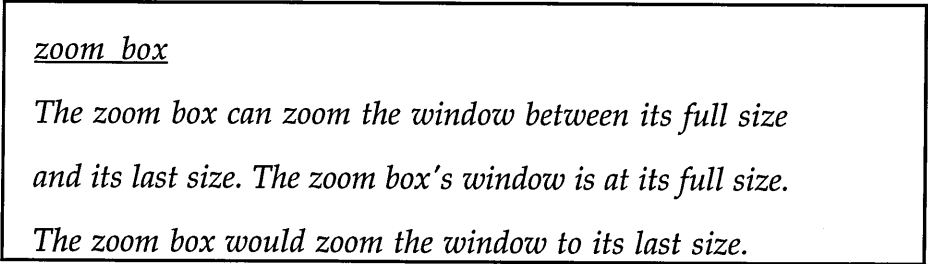 zoom box
The zoom box can zoom the window between its full size
and its last size. The zoom box's window is at its full size.
The zoom box would zoom the window to its last size.